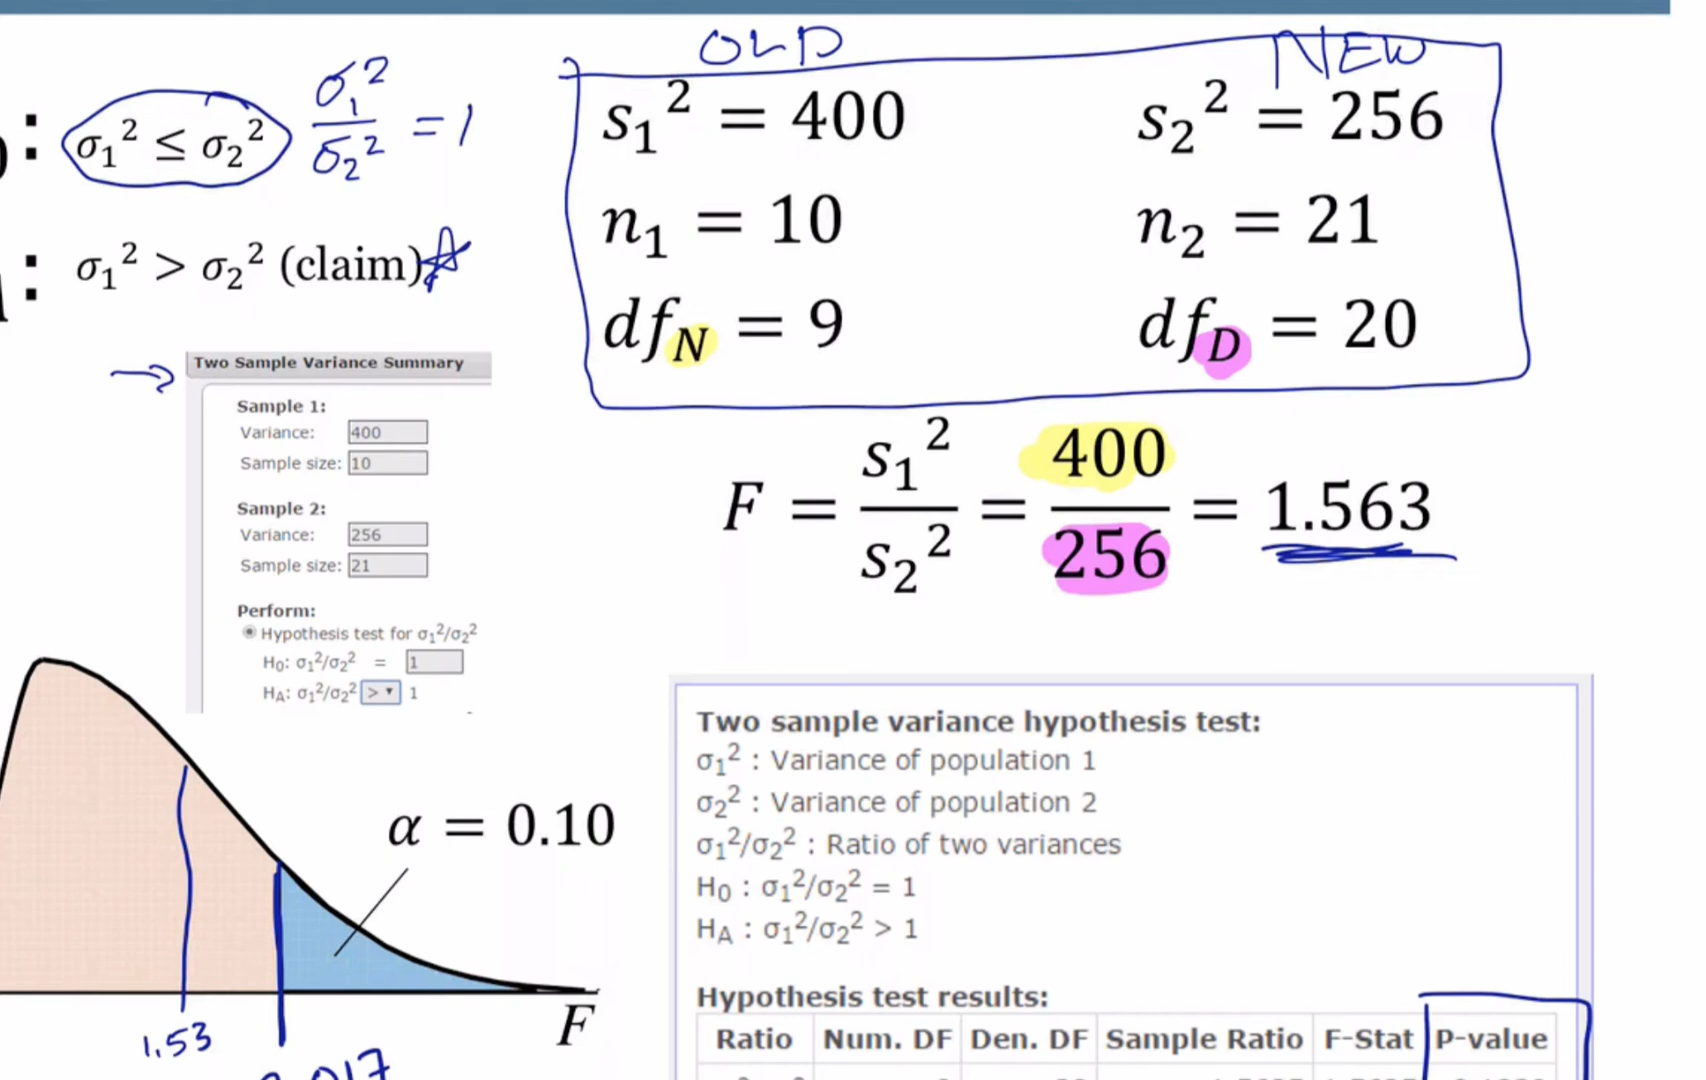 OLD NEW
: σ₁² ≤ σ₂² σ₁²/σ₂² = 1
s₁² = 400 s₂² = 256
n₁ = 10 n₂ = 21
: σ₁² > σ₂² (claim)
df_N = 9 df_D = 20
Two Sample Variance Summary
Sample 1:
Variance: 400
Sample size: 10
Sample 2:
Variance: 256
Sample size: 21
Perform:
Hypothesis test for σ₁²/σ₂²
H₀: σ₁²/σ₂² = 1
H_A: σ₁²/σ₂² > 1
F = s₁²/s₂² = 400/256 = 1.563
α = 0.10
F
1.53
.017
Two sample variance hypothesis test:
σ₁² : Variance of population 1
σ₂² : Variance of population 2
σ₁²/σ₂² : Ratio of two variances
H₀ : σ₁²/σ₂² = 1
H_A : σ₁²/σ₂² > 1
Hypothesis test results:
Ratio Num. DF Den. DF Sample Ratio F-Stat P-value